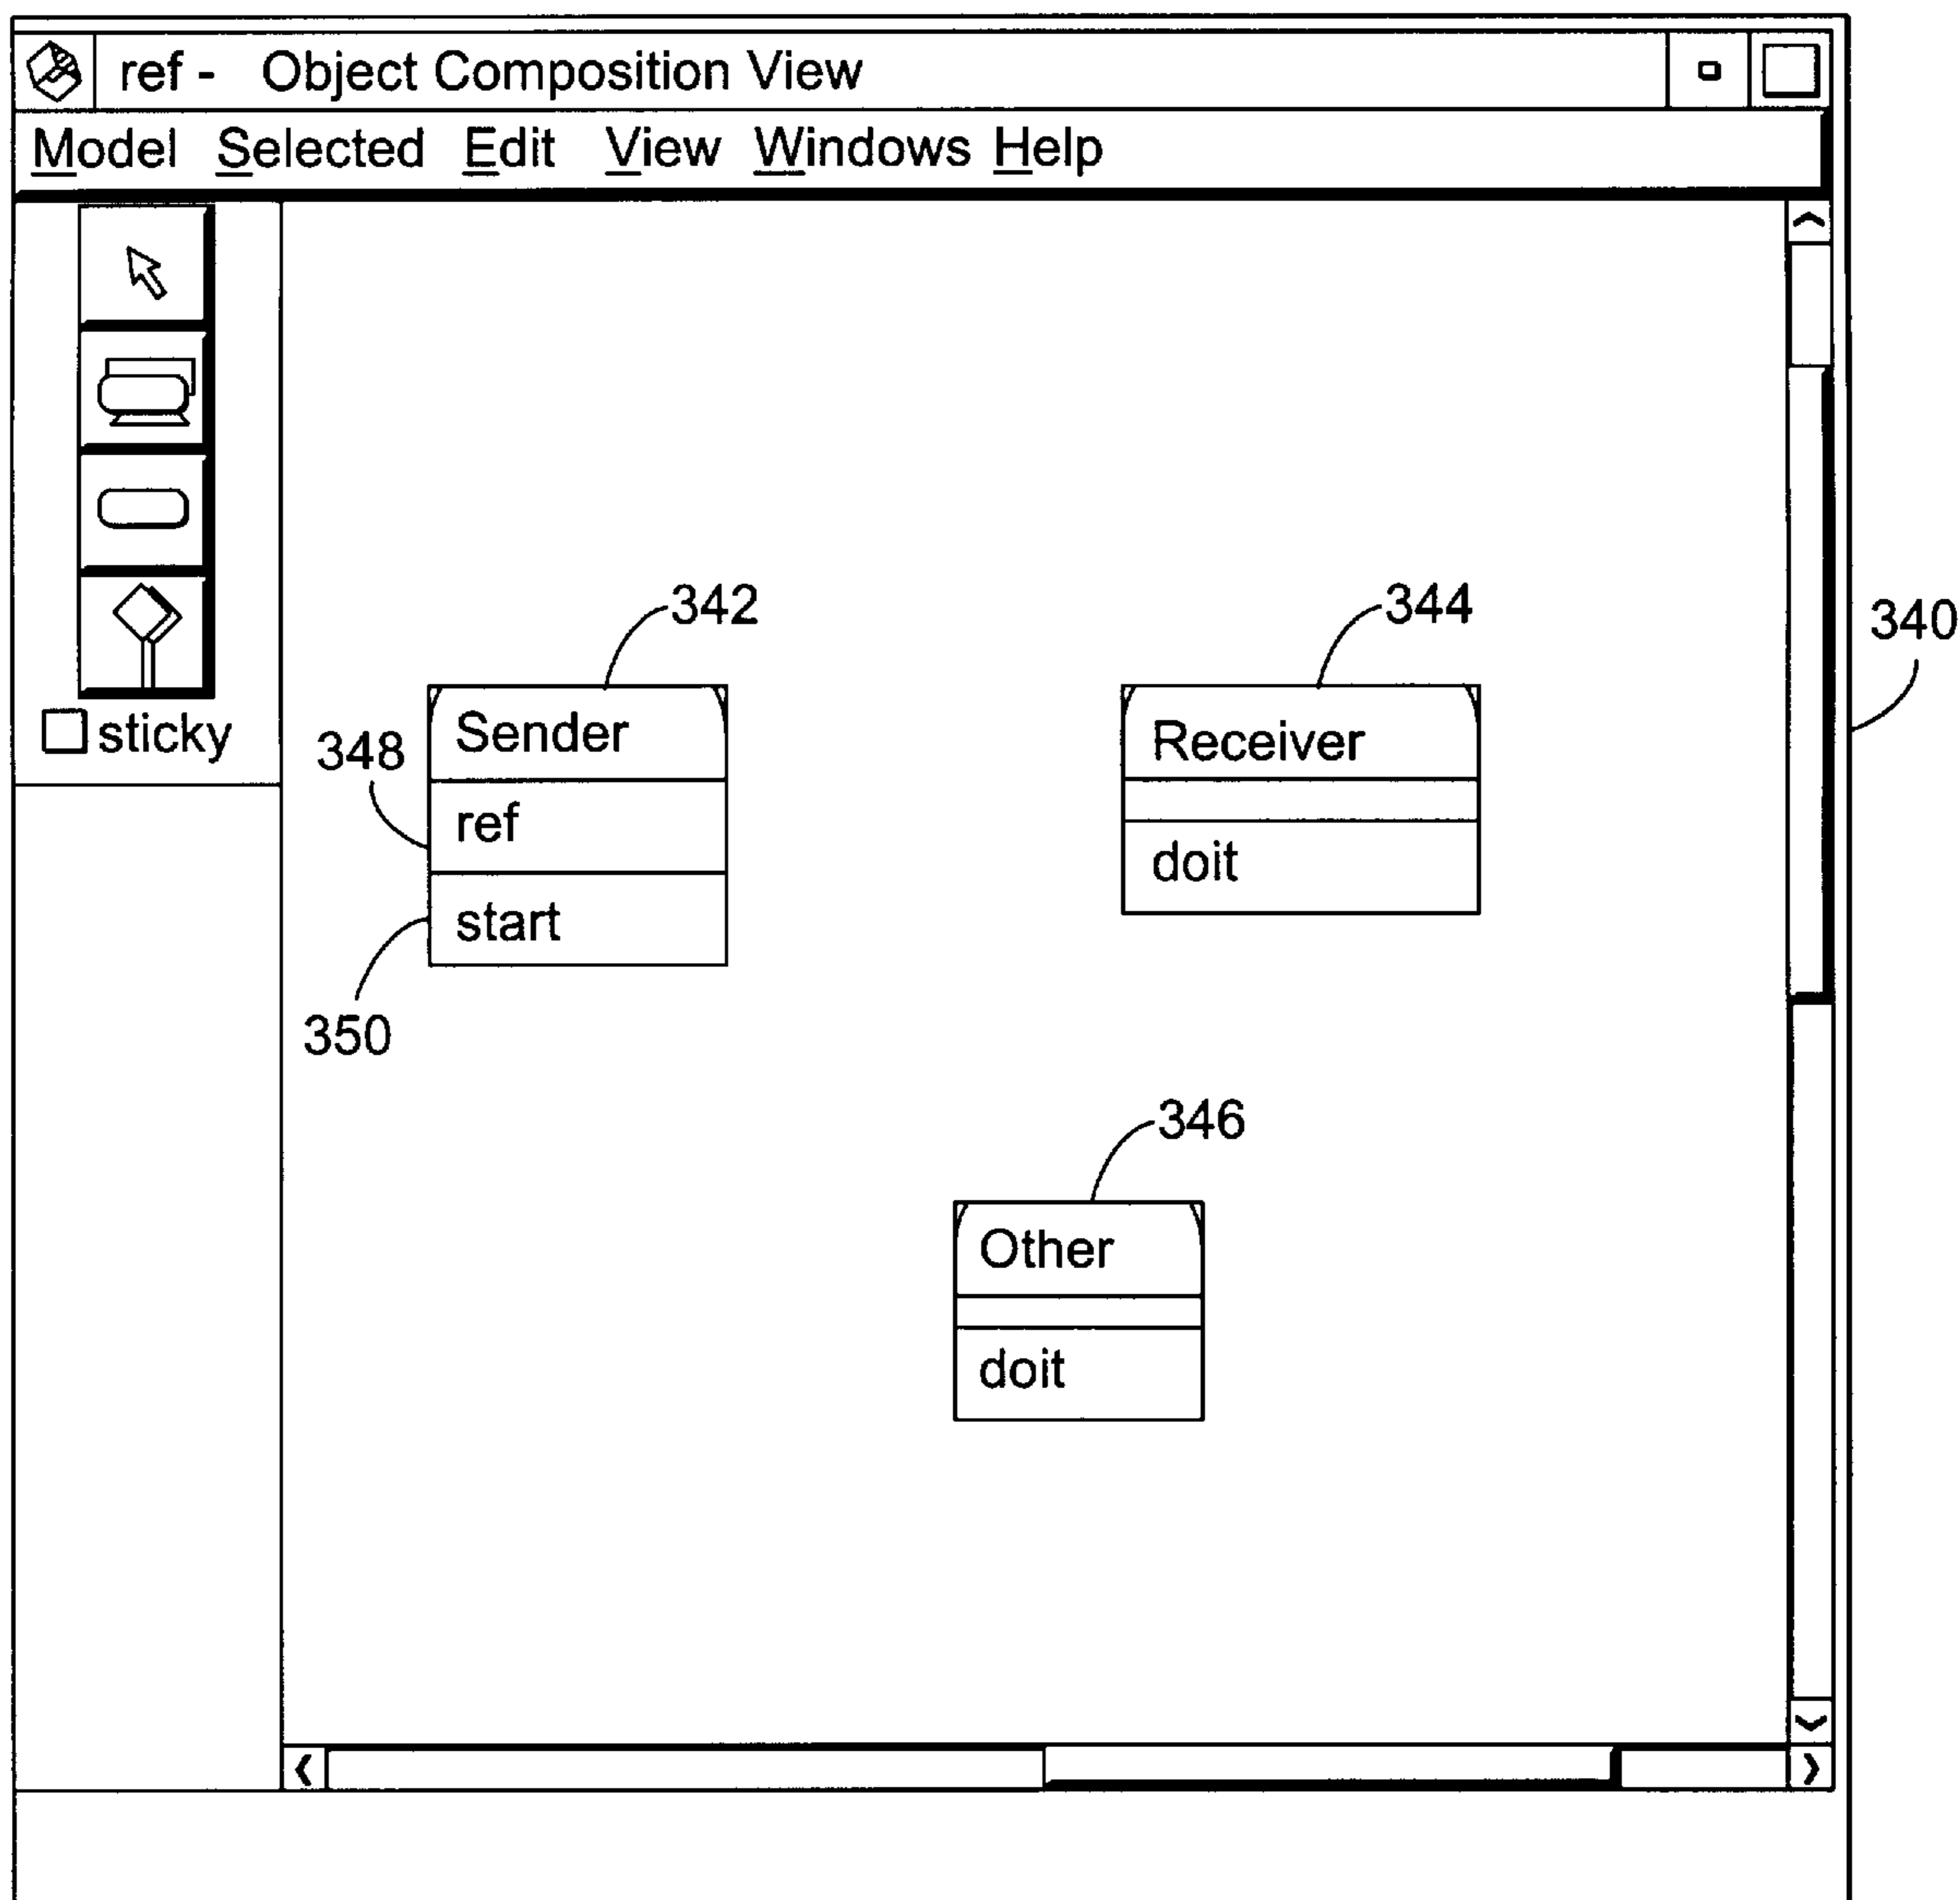 ref - Object Composition View
Model Selected Edit View Windows Help
sticky
342
344
340
348
Sender
ref
start
350
Receiver
doit
346
Other
doit